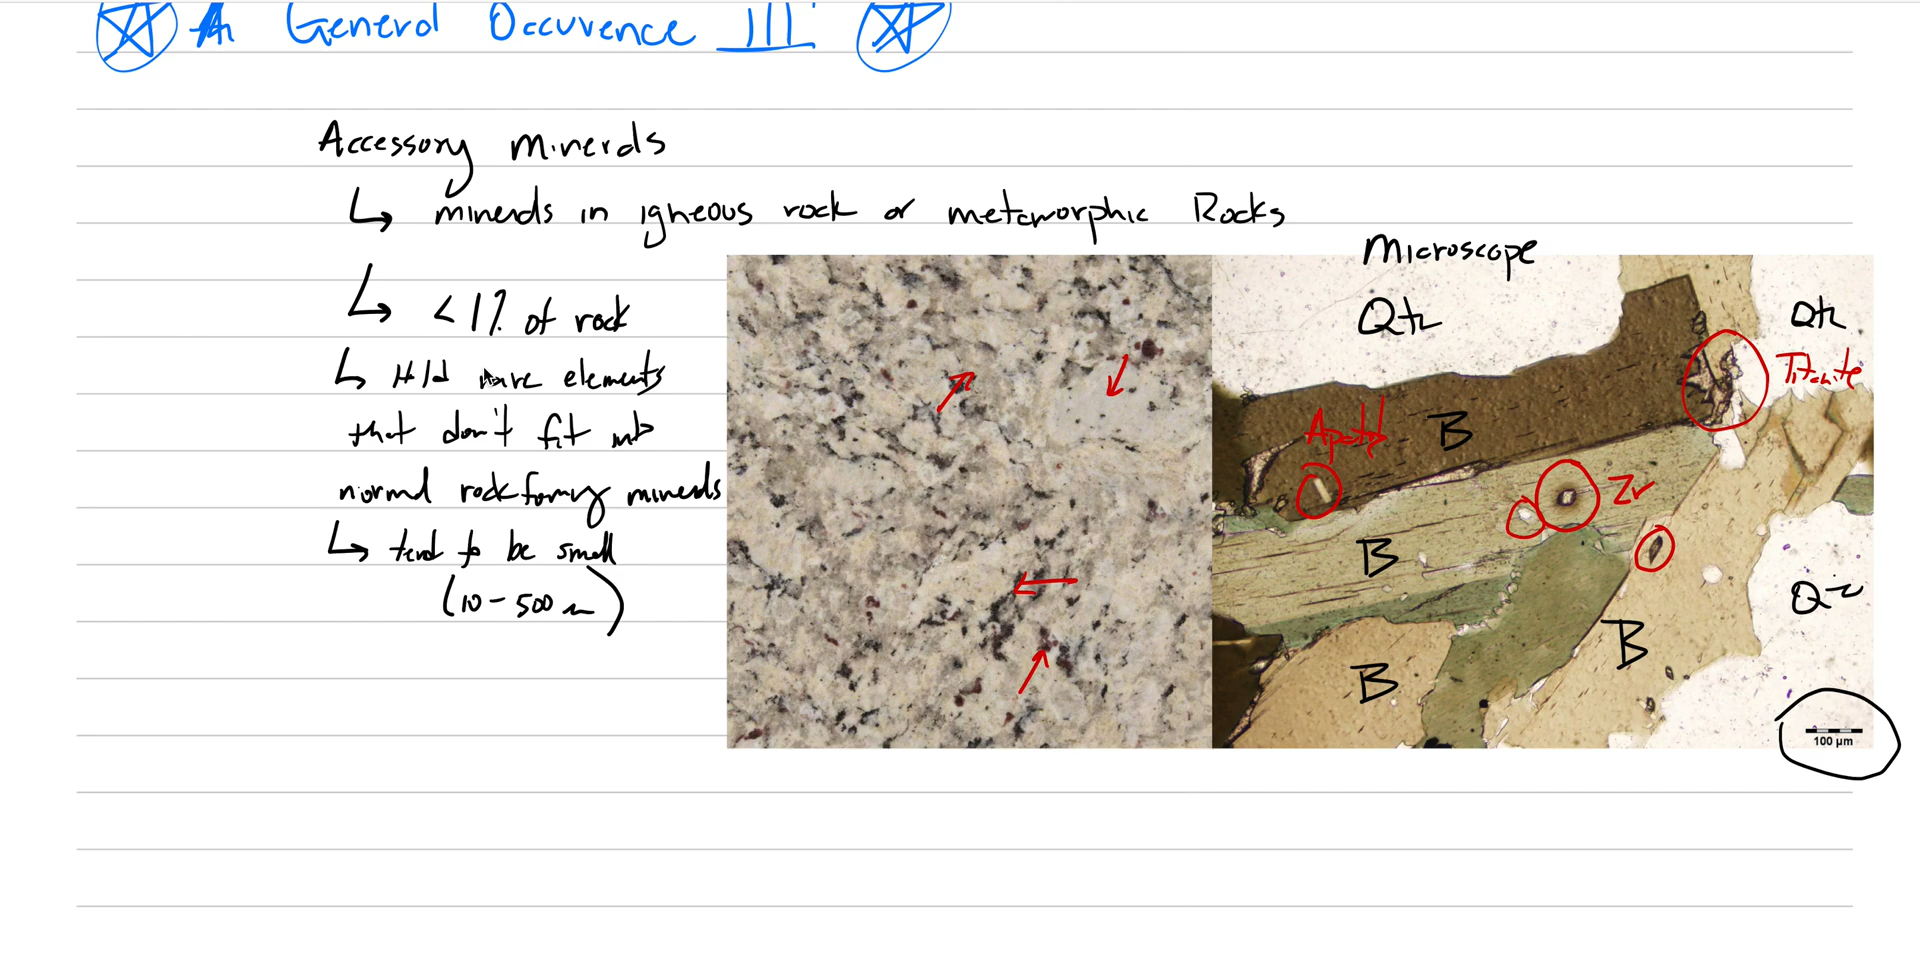 A General Occurence III
Accessory minerals
minerals in igneous rock or metamorphic Rocks
Microscope
< 1% of rock
Hold rare elements
that don't fit into
normal rock forming minerals
tend to be small
(10 - 500 m)
Qtz
Qtz
Titanite
Apatite
B
Zr
B
B
B
Qz
100 µm